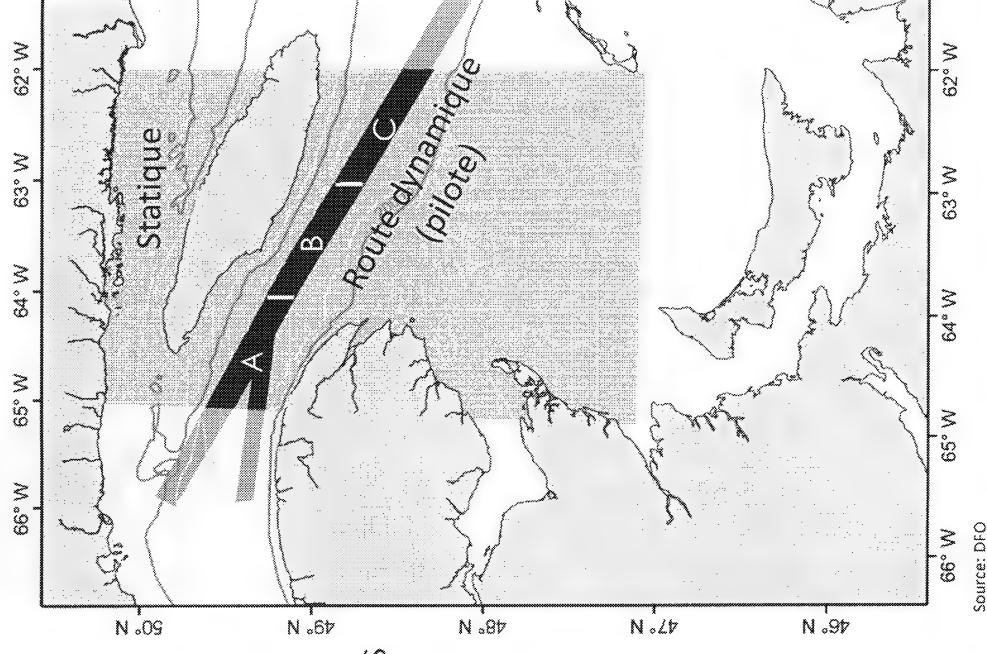 62° W
63° W
64° W
65° W
66° W
Statique
A
B
C
Route dynamique
(pilote)
50° N
49° N
48° N
47° N
46° N
62° W
63° W
64° W
65° W
66° W
Source: DFO